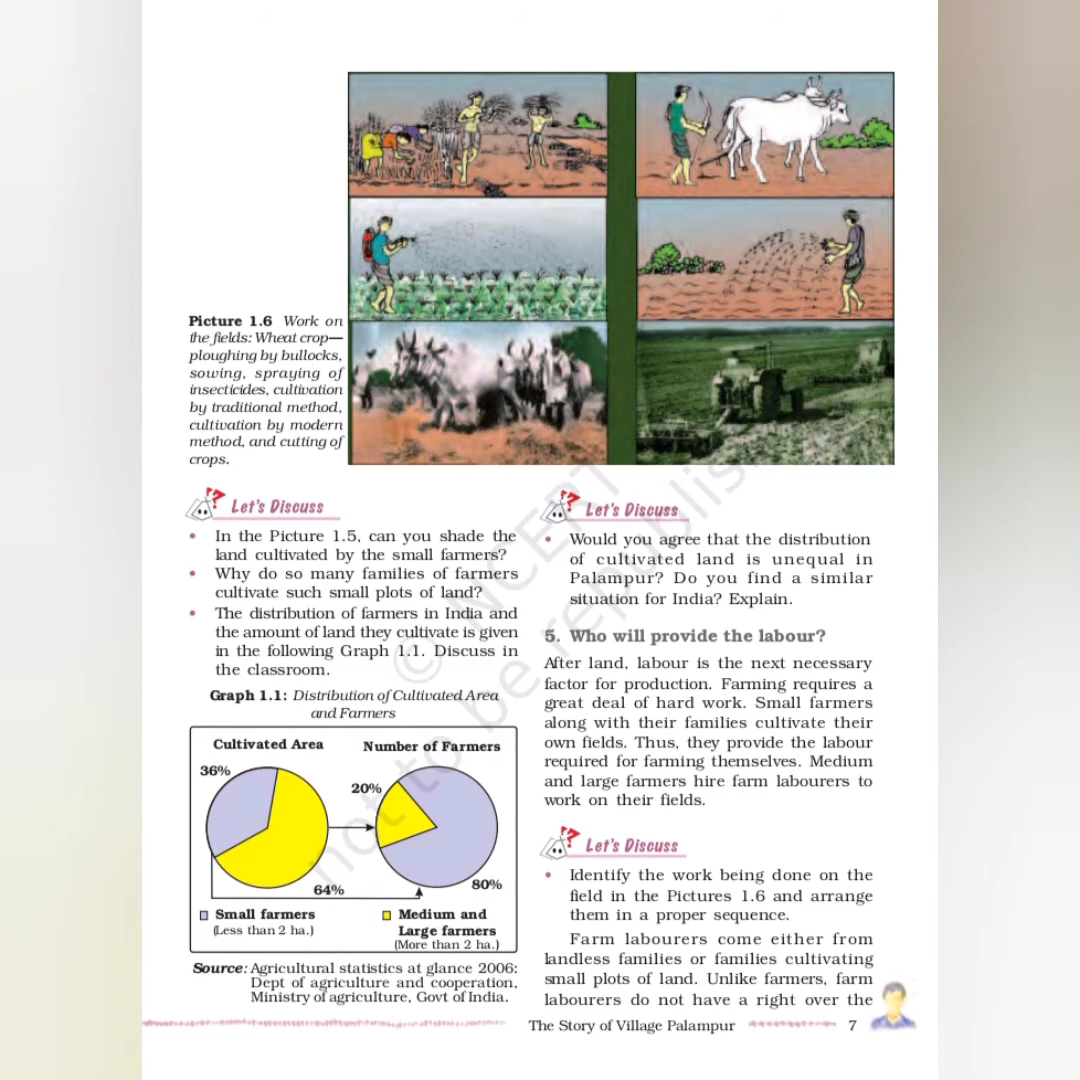 Picture 1.6 Work on
the fields: Wheat crop—
ploughing by bullocks,
sowing, spraying of
insecticides, cultivation
by traditional method,
cultivation by modern
method, and cutting of
crops.
Let's Discuss
• In the Picture 1.5, can you shade the
land cultivated by the small farmers?
• Why do so many families of farmers
cultivate such small plots of land?
• The distribution of farmers in India and
the amount of land they cultivate is given
in the following Graph 1.1. Discuss in
the classroom.
Graph 1.1: Distribution of Cultivated Area
and Farmers
Cultivated Area
Number of Farmers
36%
20%
64%
80%
Small farmers
(Less than 2 ha.)
Medium and
Large farmers
(More than 2 ha.)
Source: Agricultural statistics at glance 2006:
Dept of agriculture and cooperation,
Ministry of agriculture, Govt of India.
Let's Discuss
• Would you agree that the distribution
of cultivated land is unequal in
Palampur? Do you find a similar
situation for India? Explain.
5. Who will provide the labour?
After land, labour is the next necessary
factor for production. Farming requires a
great deal of hard work. Small farmers
along with their families cultivate their
own fields. Thus, they provide the labour
required for farming themselves. Medium
and large farmers hire farm labourers to
work on their fields.
Let's Discuss
• Identify the work being done on the
field in the Pictures 1.6 and arrange
them in a proper sequence.
Farm labourers come either from
landless families or families cultivating
small plots of land. Unlike farmers, farm
labourers do not have a right over the
The Story of Village Palampur 7
© NCERT
not to be republis